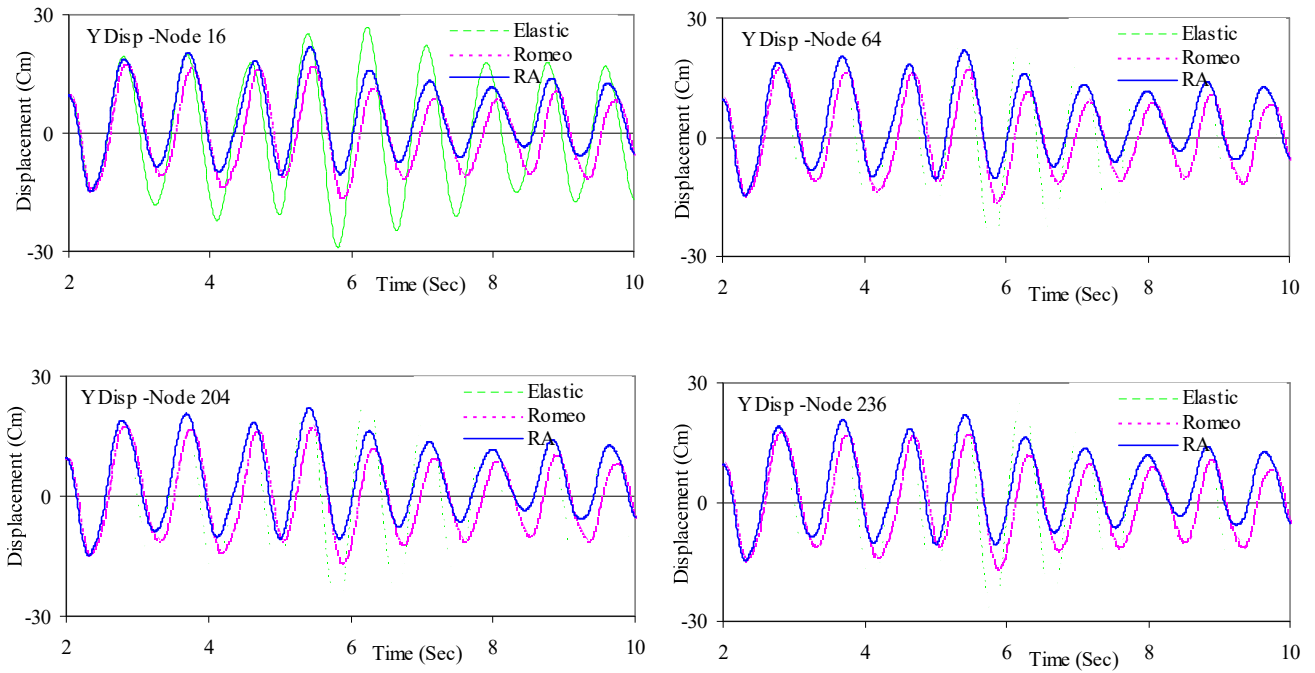 30
Y Disp -Node 16
Elastic
Romeo
RA
Displacement (Cm)
0
-30
2
4
6
8
10
Time (Sec)
30
Y Disp -Node 64
Elastic
Romeo
RA
Displacement (Cm)
0
-30
2
4
6
8
10
Time (Sec)
30
Y Disp -Node 204
Elastic
Romeo
RA
Displacement (Cm)
0
-30
2
4
6
8
10
Time (Sec)
30
Y Disp -Node 236
Elastic
Romeo
RA
Displacement (Cm)
0
-30
2
4
6
8
10
Time (Sec)